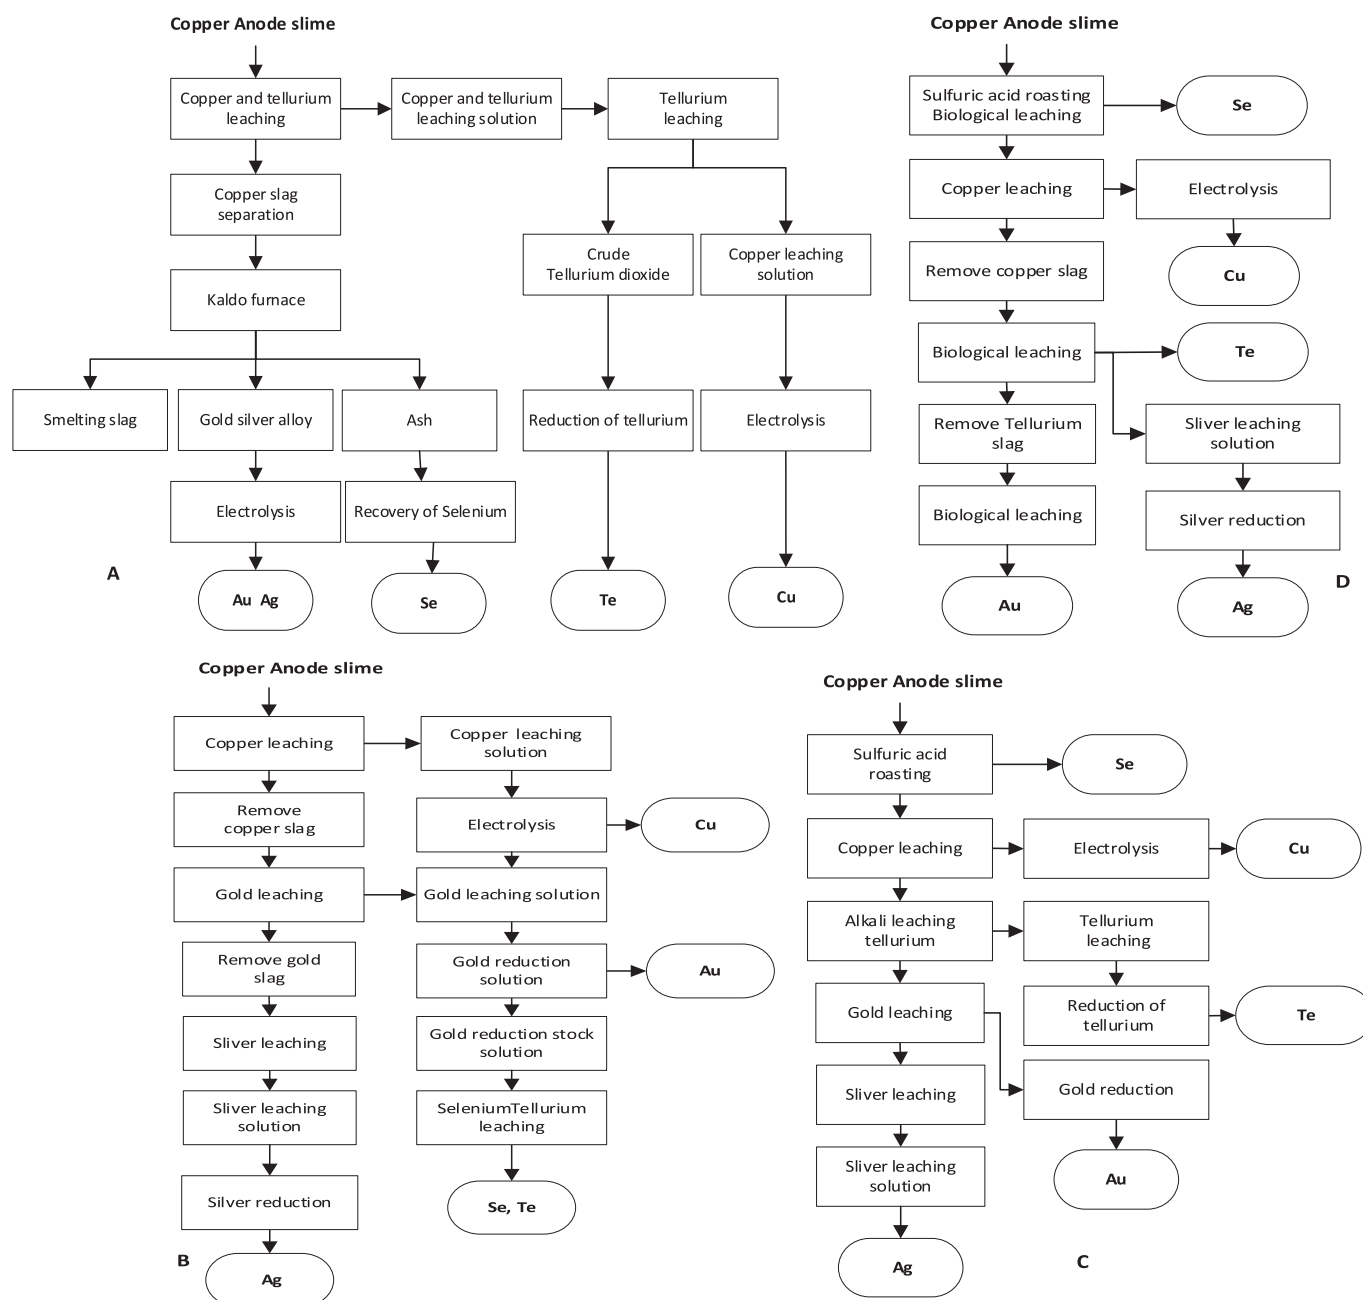 Copper Anode slime
Copper and tellurium
leaching
Copper and tellurium
leaching solution
Tellurium
leaching
Copper slag
separation
Crude
Tellurium dioxide
Copper leaching
solution
Kaldo furnace
Smelting slag
Gold silver alloy
Ash
Reduction of tellurium
Electrolysis
Electrolysis
Recovery of Selenium
A
Au Ag
Se
Te
Cu
Copper Anode slime
Sulfuric acid roasting
Biological leaching
Se
Copper leaching
Electrolysis
Remove copper slag
Cu
Biological leaching
Te
Remove Tellurium
slag
Sliver leaching
solution
Biological leaching
Silver reduction
Au
Ag
D
Copper Anode slime
Copper leaching
Copper leaching
solution
Remove
copper slag
Electrolysis
Cu
Gold leaching
Gold leaching solution
Remove gold
slag
Gold reduction
solution
Au
Sliver leaching
Gold reduction stock
solution
Sliver leaching
solution
SeleniumTellurium
leaching
Silver reduction
Se, Te
B
Ag
Copper Anode slime
Sulfuric acid
roasting
Se
Copper leaching
Electrolysis
Cu
Alkali leaching
tellurium
Tellurium
leaching
Gold leaching
Reduction of
tellurium
Te
Sliver leaching
Gold reduction
Sliver leaching
solution
Au
Ag
C